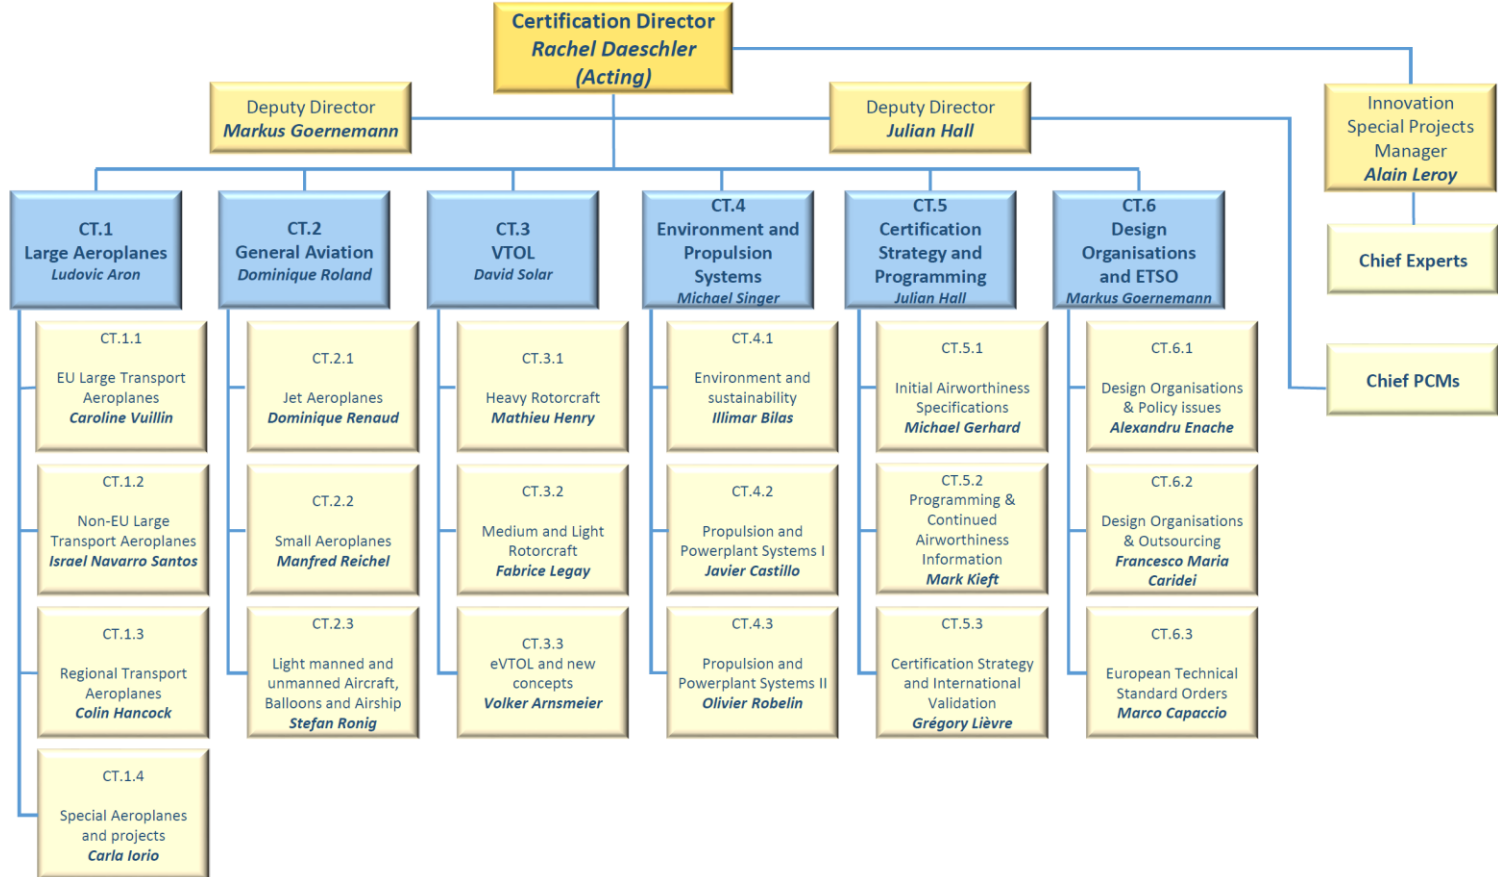 Certification Director
Rachel Daeschler
(Acting)
Deputy Director
Markus Goernemann
Deputy Director
Julian Hall
Innovation
Special Projects
Manager
Alain Leroy
Chief Experts
Chief PCMs
CT.1
Large Aeroplanes
Ludovic Aron
CT.2
General Aviation
Dominique Roland
CT.3
VTOL
David Solar
CT.4
Environment and
Propulsion
Systems
Michael Singer
CT.5
Certification
Strategy and
Programming
Julian Hall
CT.6
Design
Organisations
and ETSO
Markus Goernemann
CT.1.1
EU Large Transport
Aeroplanes
Caroline Vuillin
CT.1.2
Non-EU Large
Transport Aeroplanes
Israel Navarro Santos
CT.1.3
Regional Transport
Aeroplanes
Colin Hancock
CT.1.4
Special Aeroplanes
and projects
Carla Iorio
CT.2.1
Jet Aeroplanes
Dominique Renaud
CT.2.2
Small Aeroplanes
Manfred Reichel
CT.2.3
Light manned and
unmanned Aircraft,
Balloons and Airship
Stefan Ronig
CT.3.1
Heavy Rotorcraft
Mathieu Henry
CT.3.2
Medium and Light
Rotorcraft
Fabrice Legay
CT.3.3
eVTOL and new
concepts
Volker Arnsmeier
CT.4.1
Environment and
sustainability
Illimar Bilas
CT.4.2
Propulsion and
Powerplant Systems I
Javier Castillo
CT.4.3
Propulsion and
Powerplant Systems II
Olivier Robelin
CT.5.1
Initial Airworthiness
Specifications
Michael Gerhard
CT.5.2
Programming &
Continued
Airworthiness
Information
Mark Kieft
CT.5.3
Certification Strategy
and International
Validation
Grégory Lièvre
CT.6.1
Design Organisations
& Policy issues
Alexandru Enache
CT.6.2
Design Organisations
& Outsourcing
Francesco Maria
Caridei
CT.6.3
European Technical
Standard Orders
Marco Capaccio